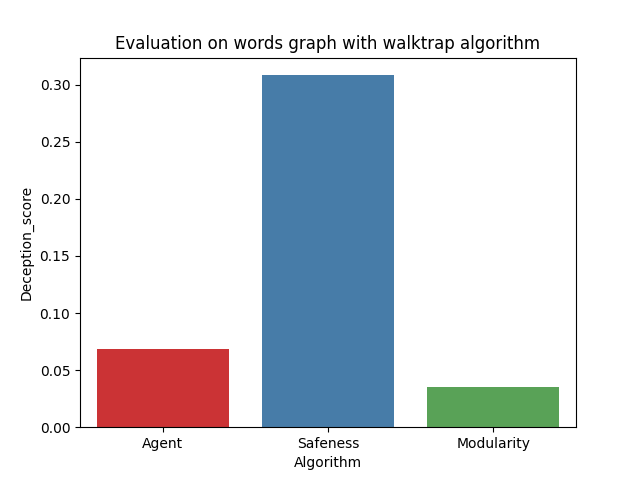 Evaluation on words graph with walktrap algorithm
0.30
0.25
0.20
0.15
0.10
0.05
0.00
Deception_score
Agent Safeness Modularity
Algorithm